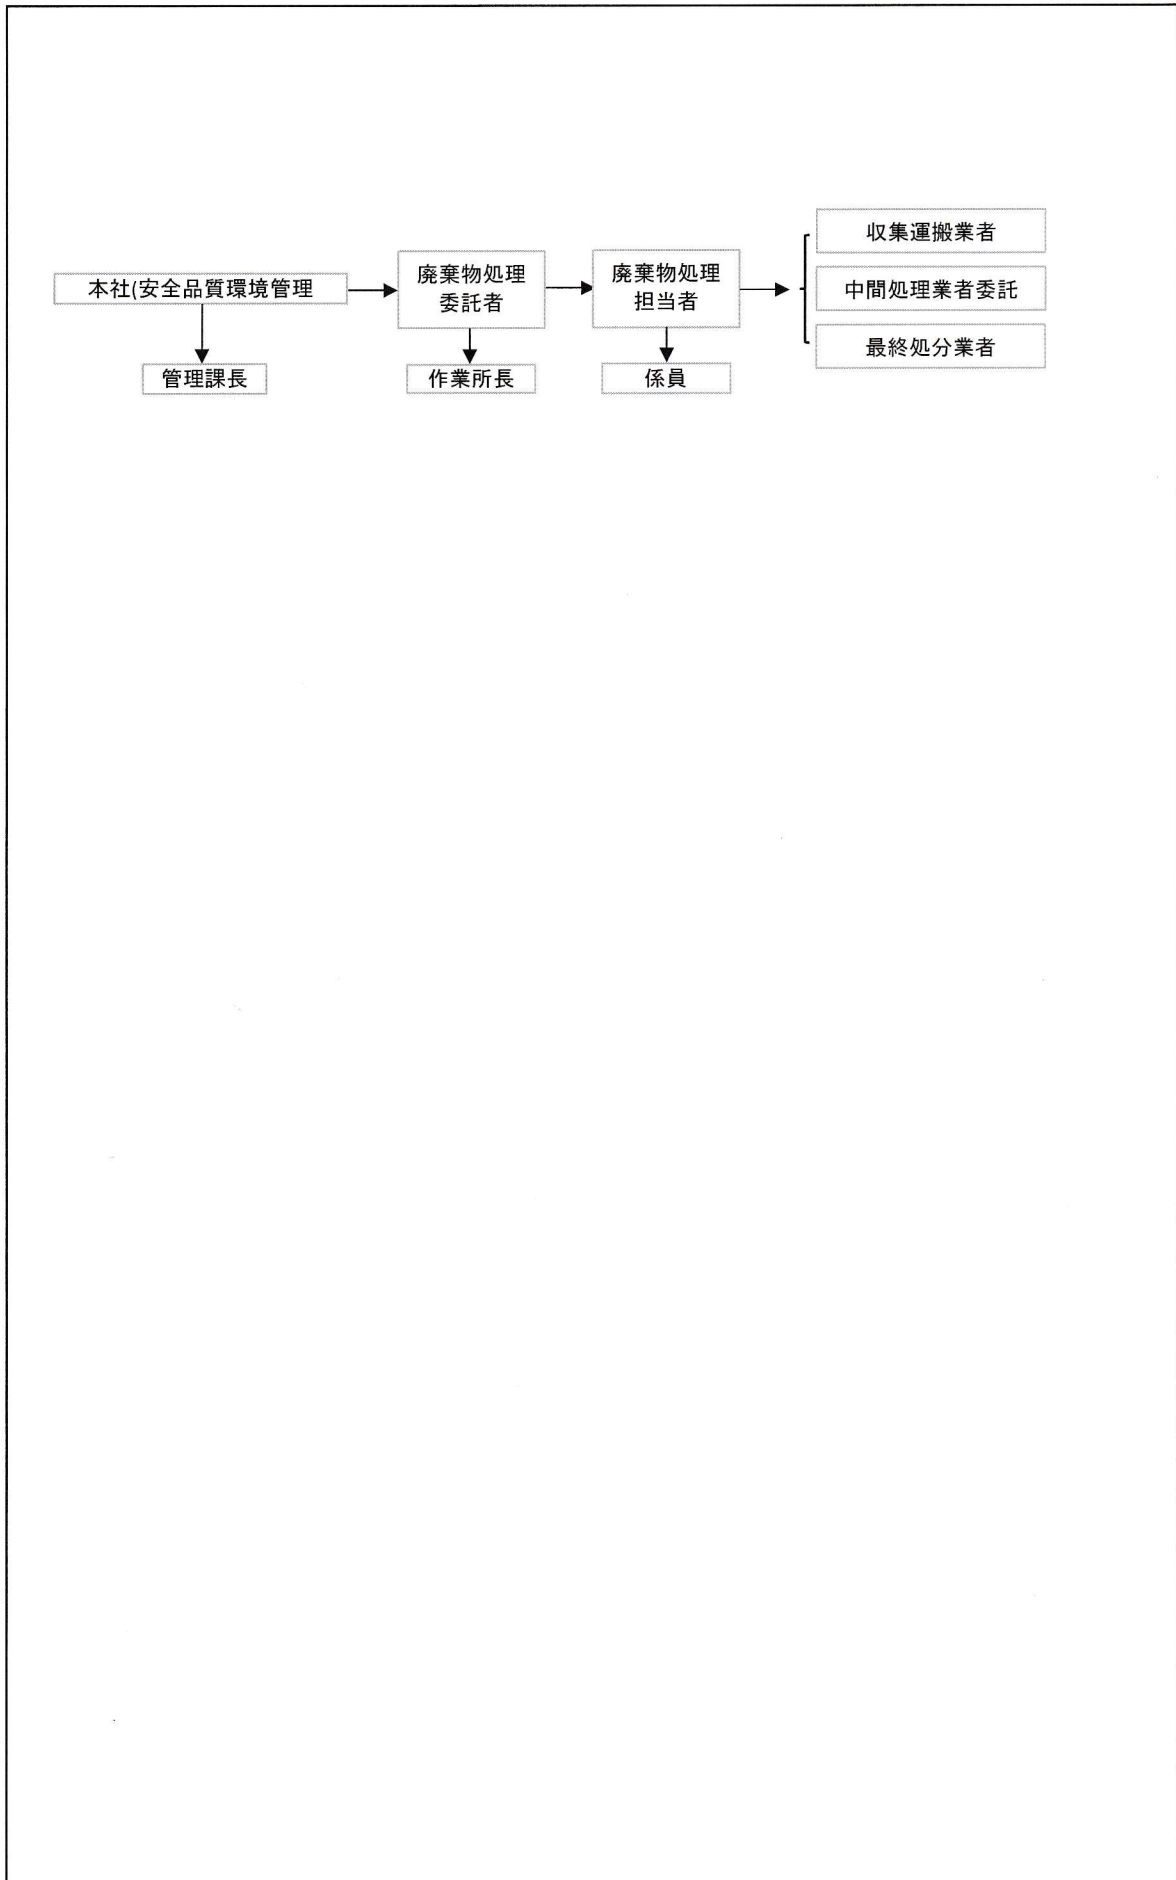 本社(安全品質環境管理
管理課長
廃棄物処理
委託者
作業所長
廃棄物処理
担当者
係員
収集運搬業者
中間処理業者委託
最終処分業者